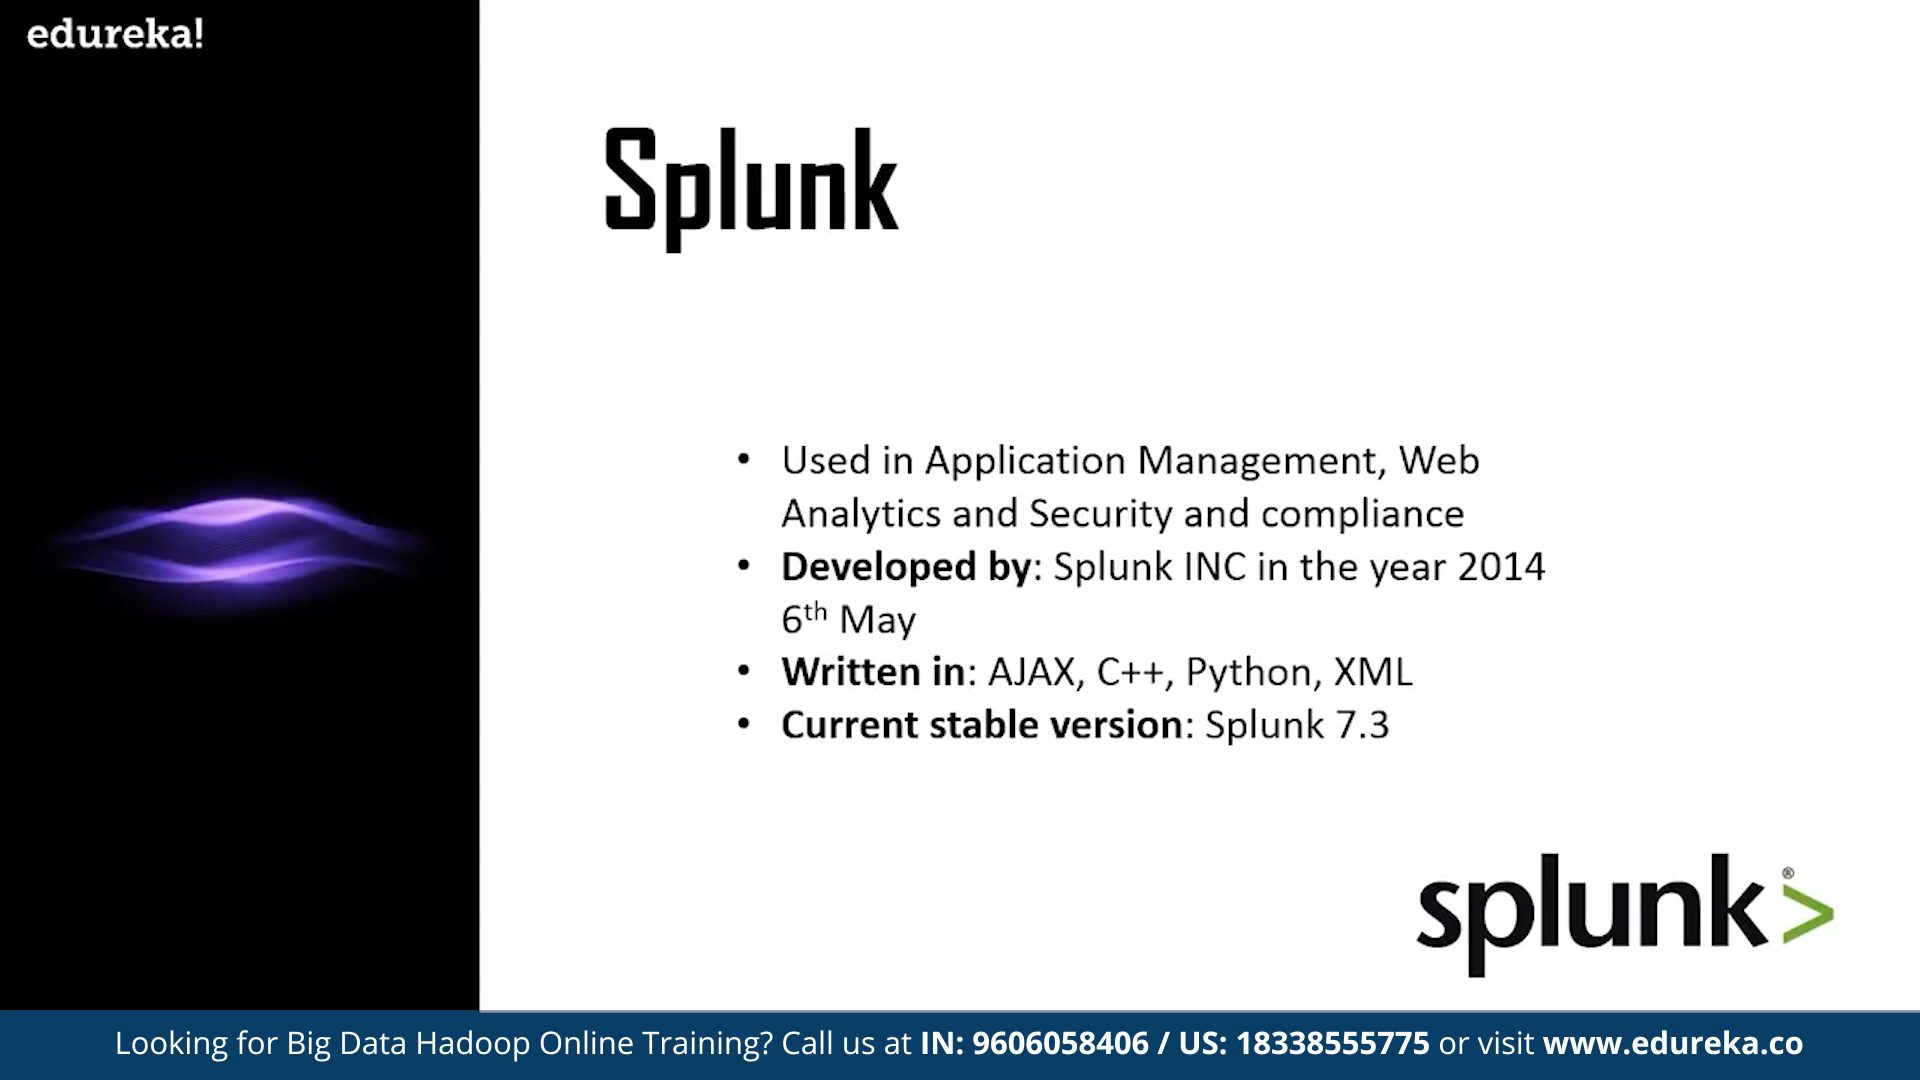 edureka!
Splunk
• Used in Application Management, Web
Analytics and Security and compliance
• Developed by: Splunk INC in the year 2014
6th May
• Written in: AJAX, C++, Python, XML
• Current stable version: Splunk 7.3
splunk>®
Looking for Big Data Hadoop Online Training? Call us at IN: 9606058406 / US: 18338555775 or visit www.edureka.co